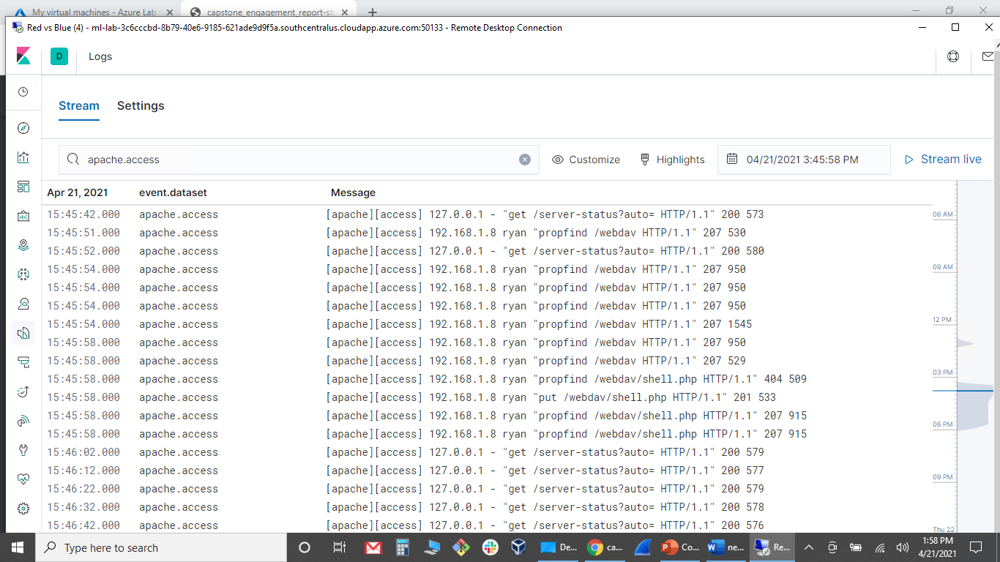 My virtual machines - Azure Lab
capstone_engagement_report-st
Red vs Blue (4) - ml-lab-3c6cccbd-8b79-40e6-9185-621ade9d9f5a.southcentralus.cloudapp.azure.com:50133 - Remote Desktop Connection
D Logs
Stream Settings
apache.access Customize Highlights 04/21/2021 3:45:58 PM Stream live
Apr 21, 2021 event.dataset Message
15:45:42.000 apache.access [apache][access] 127.0.0.1 - "get /server-status?auto= HTTP/1.1" 200 573
15:45:51.000 apache.access [apache][access] 192.168.1.8 ryan "propfind /webdav HTTP/1.1" 207 530
15:45:52.000 apache.access [apache][access] 127.0.0.1 - "get /server-status?auto= HTTP/1.1" 200 580
15:45:54.000 apache.access [apache][access] 192.168.1.8 ryan "propfind /webdav HTTP/1.1" 207 950
15:45:54.000 apache.access [apache][access] 192.168.1.8 ryan "propfind /webdav HTTP/1.1" 207 950
15:45:54.000 apache.access [apache][access] 192.168.1.8 ryan "propfind /webdav HTTP/1.1" 207 950
15:45:54.000 apache.access [apache][access] 192.168.1.8 ryan "propfind /webdav HTTP/1.1" 207 1545
15:45:58.000 apache.access [apache][access] 192.168.1.8 ryan "propfind /webdav HTTP/1.1" 207 950
15:45:58.000 apache.access [apache][access] 192.168.1.8 ryan "propfind /webdav HTTP/1.1" 207 529
15:45:58.000 apache.access [apache][access] 192.168.1.8 ryan "propfind /webdav/shell.php HTTP/1.1" 404 509
15:45:58.000 apache.access [apache][access] 192.168.1.8 ryan "put /webdav/shell.php HTTP/1.1" 201 533
15:45:58.000 apache.access [apache][access] 192.168.1.8 ryan "propfind /webdav/shell.php HTTP/1.1" 207 915
15:45:58.000 apache.access [apache][access] 192.168.1.8 ryan "propfind /webdav/shell.php HTTP/1.1" 207 915
15:46:02.000 apache.access [apache][access] 127.0.0.1 - "get /server-status?auto= HTTP/1.1" 200 579
15:46:12.000 apache.access [apache][access] 127.0.0.1 - "get /server-status?auto= HTTP/1.1" 200 577
15:46:22.000 apache.access [apache][access] 127.0.0.1 - "get /server-status?auto= HTTP/1.1" 200 579
15:46:32.000 apache.access [apache][access] 127.0.0.1 - "get /server-status?auto= HTTP/1.1" 200 578
15:46:42.000 apache.access [apache][access] 127.0.0.1 - "get /server-status?auto= HTTP/1.1" 200 576
06 AM
09 AM
12 PM
03 PM
06 PM
09 PM
Thu 22
Type here to search De... ca... Co... ne... Re... 1:58 PM
4/21/2021